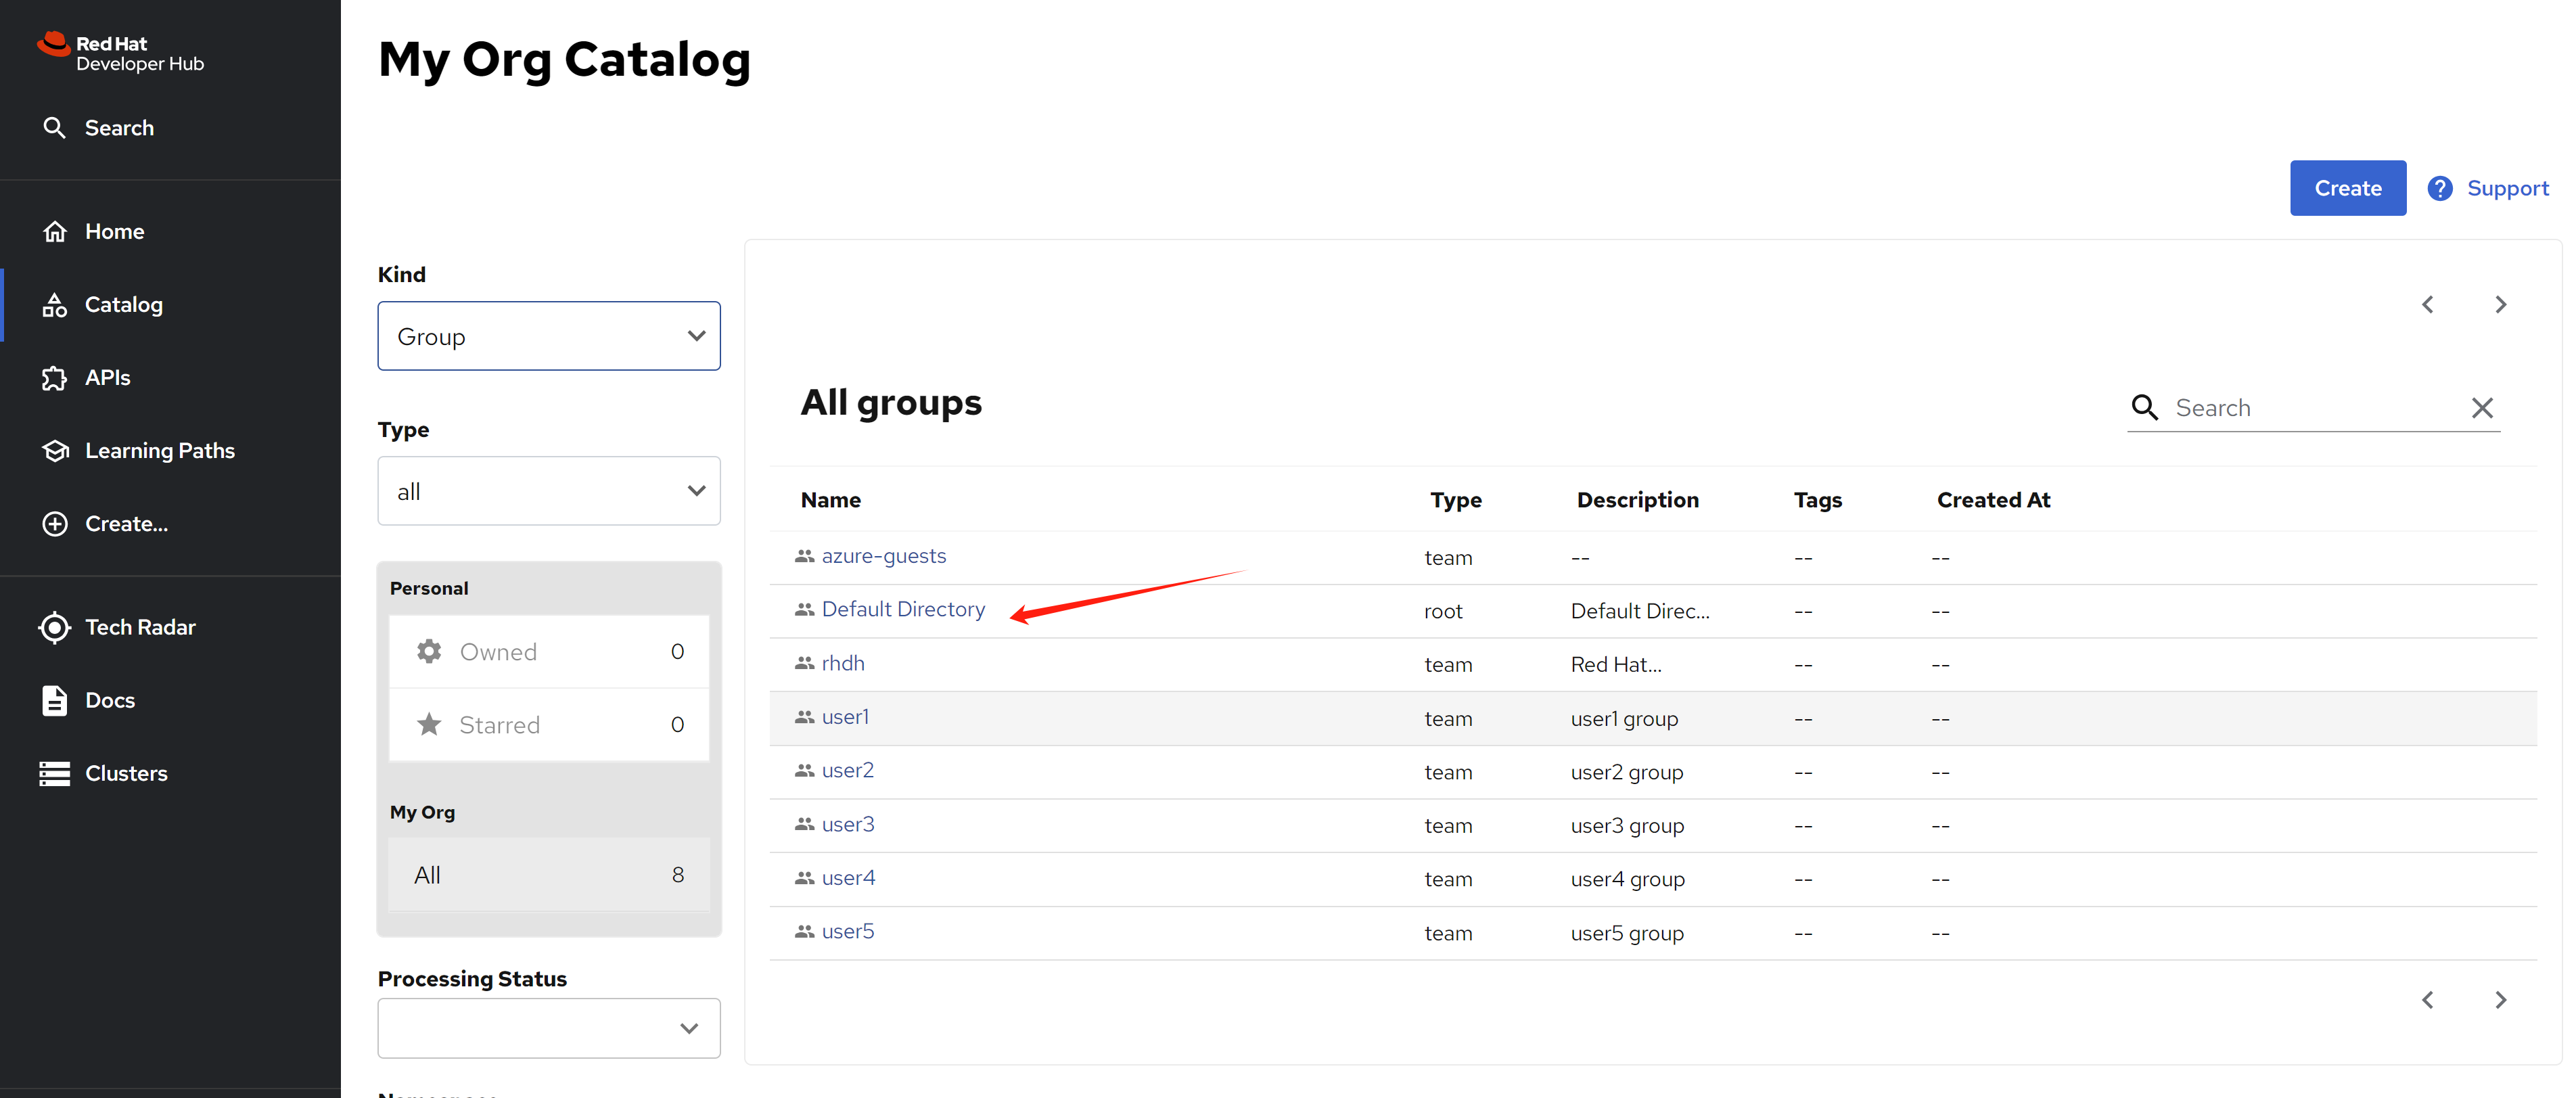 Red Hat
Developer Hub
Search
Home
Catalog
APIs
Learning Paths
Create...
Tech Radar
Docs
Clusters
My Org Catalog
Create
Support
Kind
Group
Type
all
Personal
Owned 0
Starred 0
My Org
All 8
Processing Status
All groups
Search
Name Type Description Tags Created At
azure-guests team -- -- --
Default Directory root Default Direc... -- --
rhdh team Red Hat... -- --
user1 team user1 group -- --
user2 team user2 group -- --
user3 team user3 group -- --
user4 team user4 group -- --
user5 team user5 group -- --